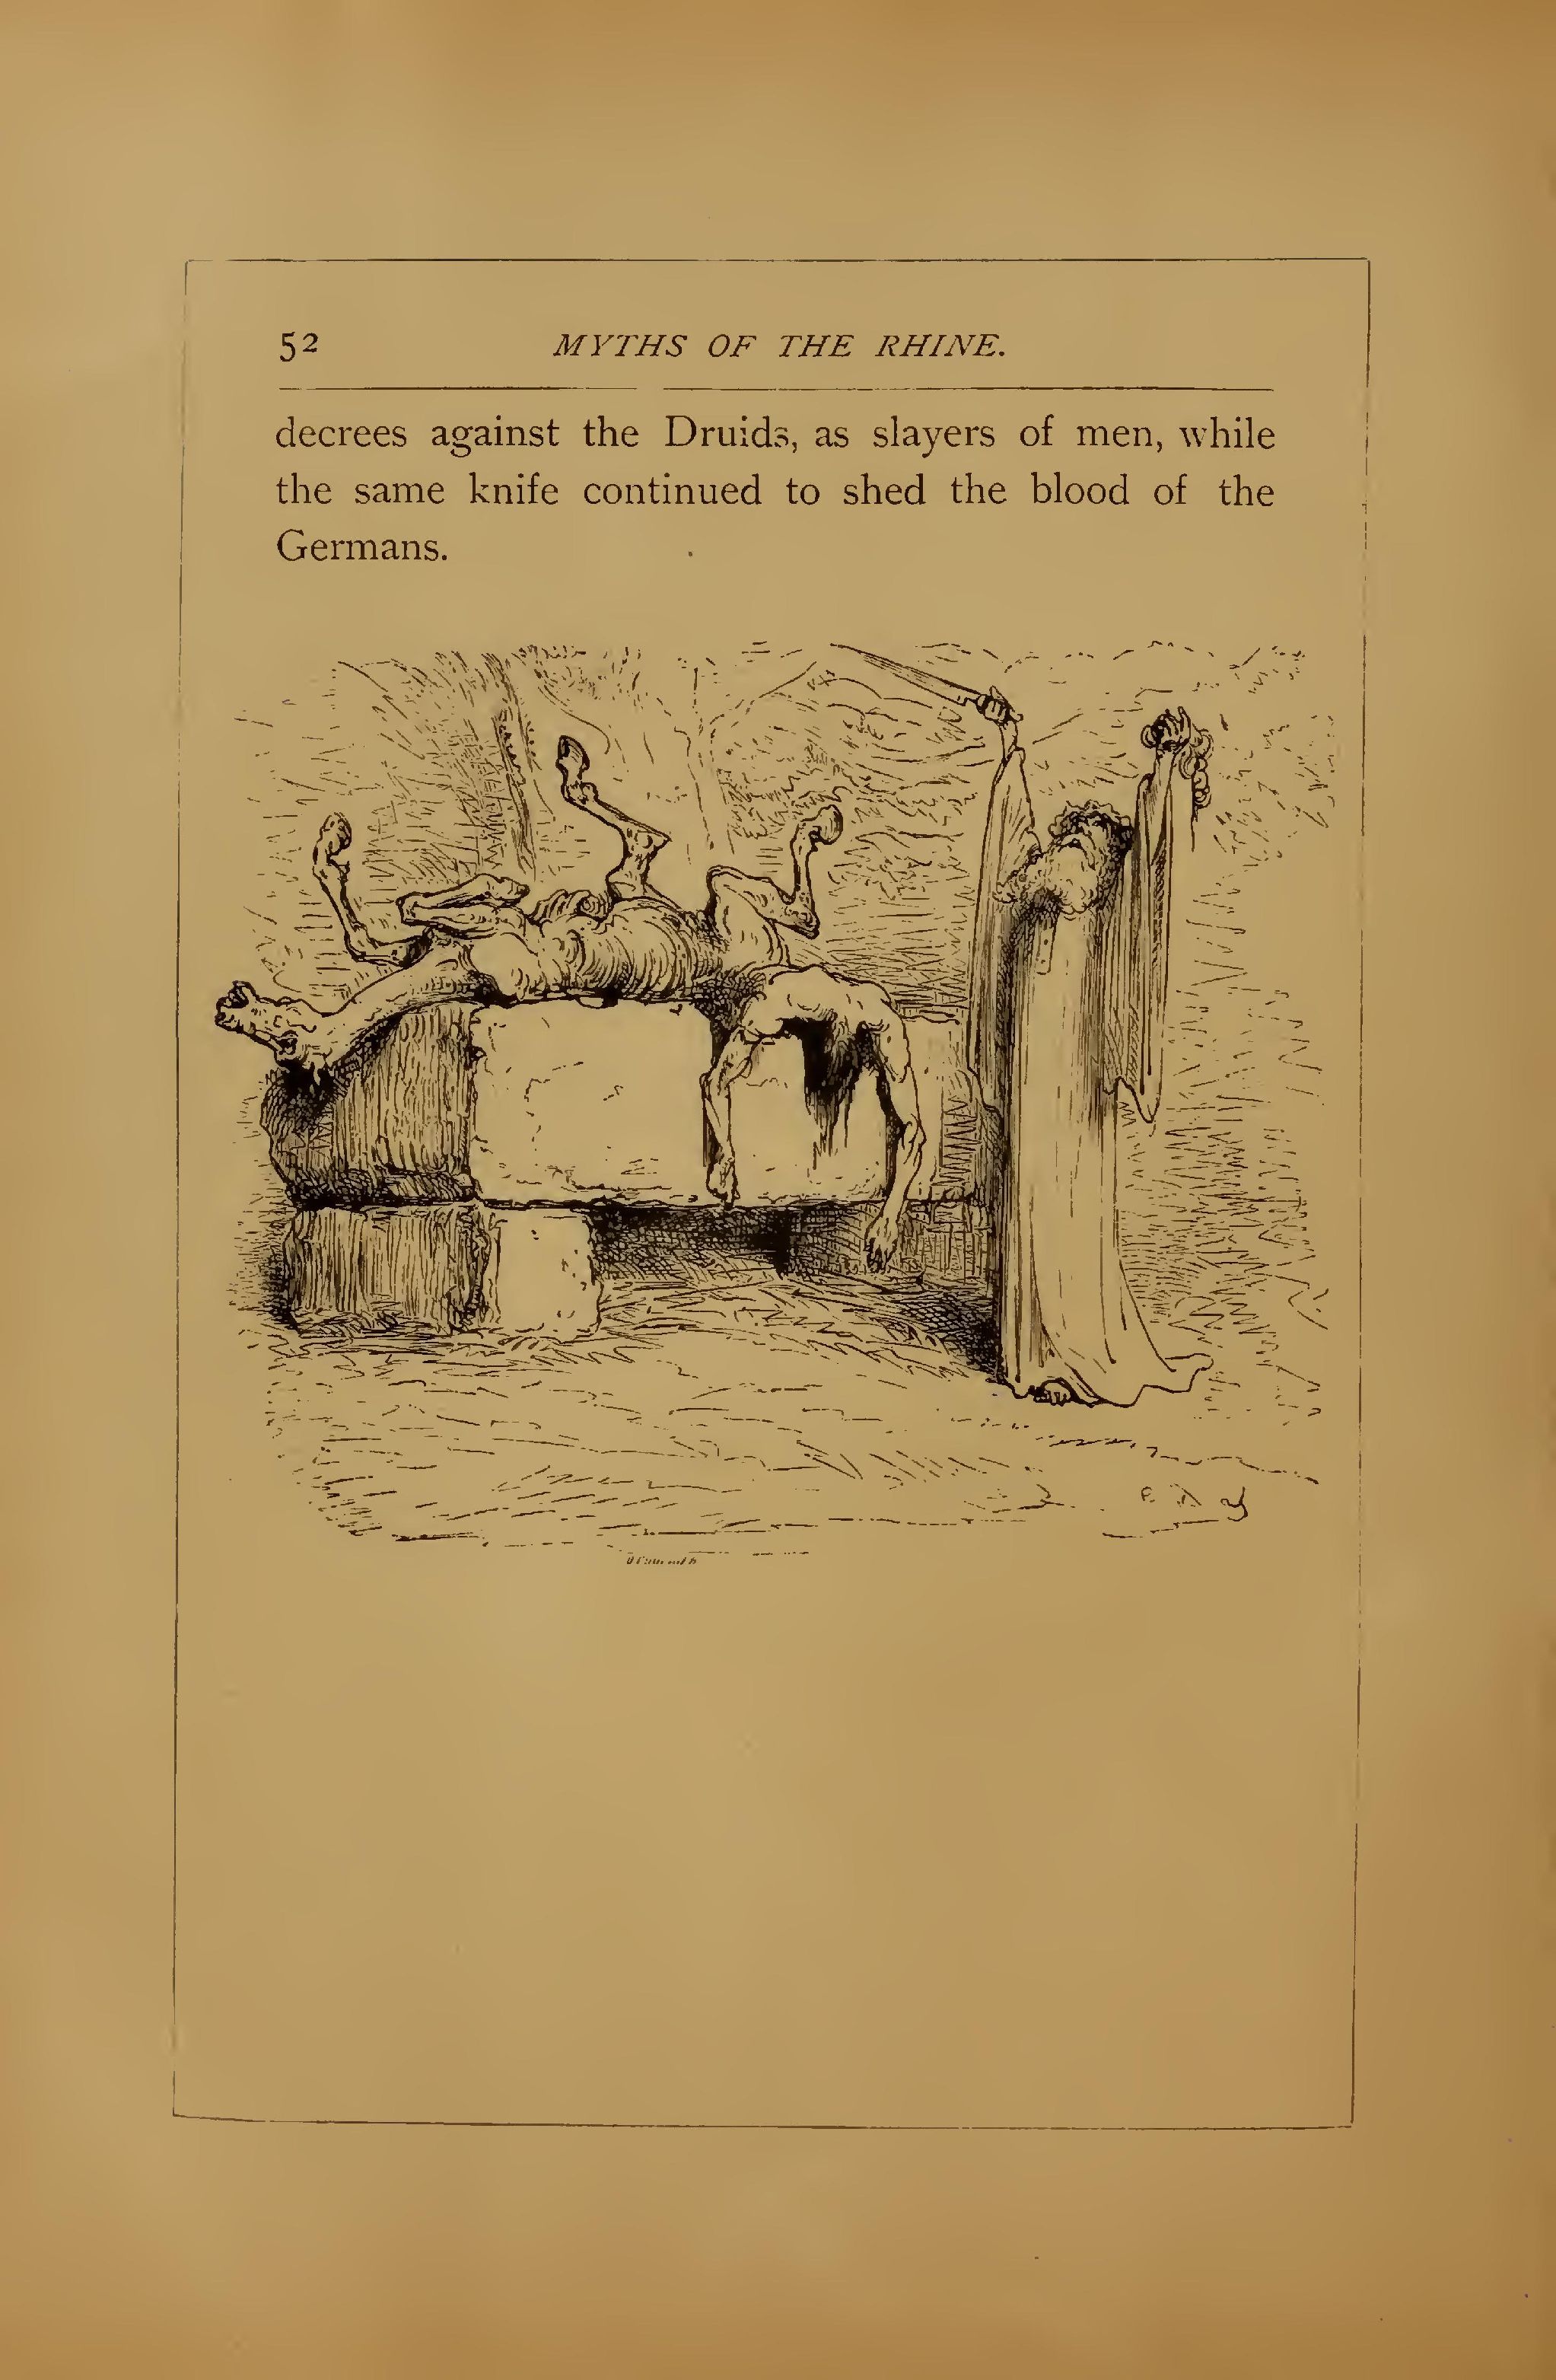 52 MYTHS OF THE RHINE.
decrees against the Druids, as slayers of men, while
the same knife continued to shed the blood of the
Germans.